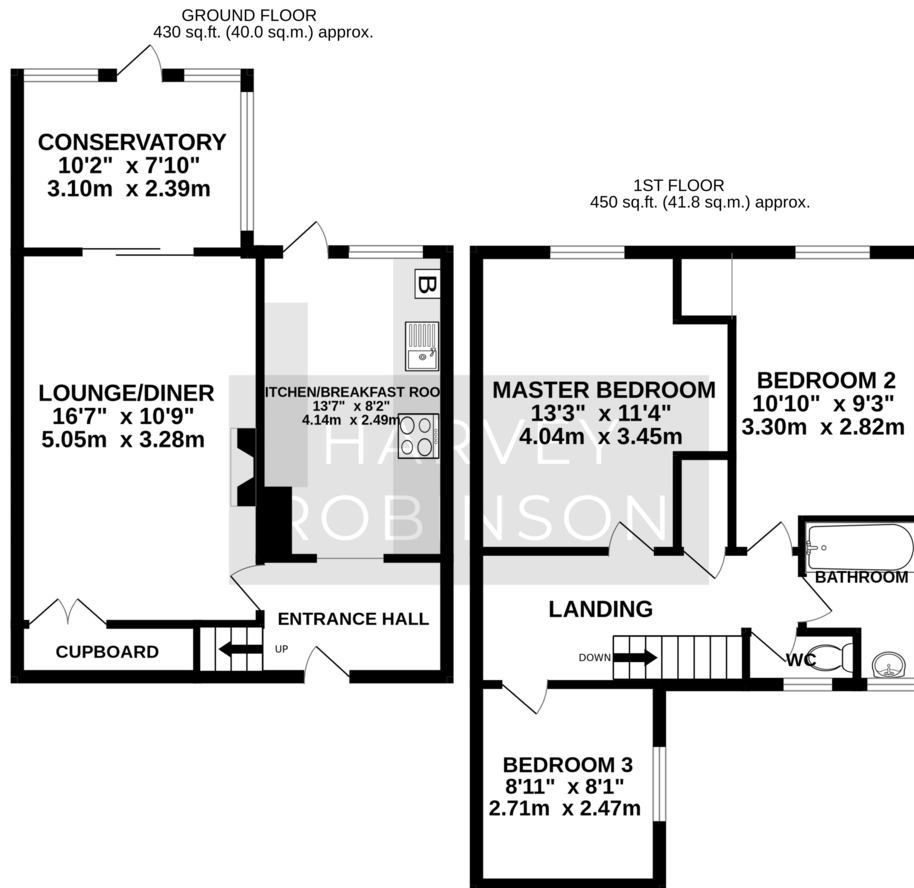 GROUND FLOOR
430 sq.ft. (40.0 sq.m.) approx.
CONSERVATORY
10'2" x 7'10"
3.10m x 2.39m
LOUNGE/DINER
16'7" x 10'9"
5.05m x 3.28m
B
ITCHEN/BREAKFAST ROO
13'7" x 8'2"
4.14m x 2.49m
ENTRANCE HALL
CUPBOARD
UP
1ST FLOOR
450 sq.ft. (41.8 sq.m.) approx.
MASTER BEDROOM
13'3" x 11'4"
4.04m x 3.45m
BEDROOM 2
10'10" x 9'3"
3.30m x 2.82m
BATHROOM
LANDING
DOWN
WC
BEDROOM 3
8'11" x 8'1"
2.71m x 2.47m
HARVEY
ROBINSON